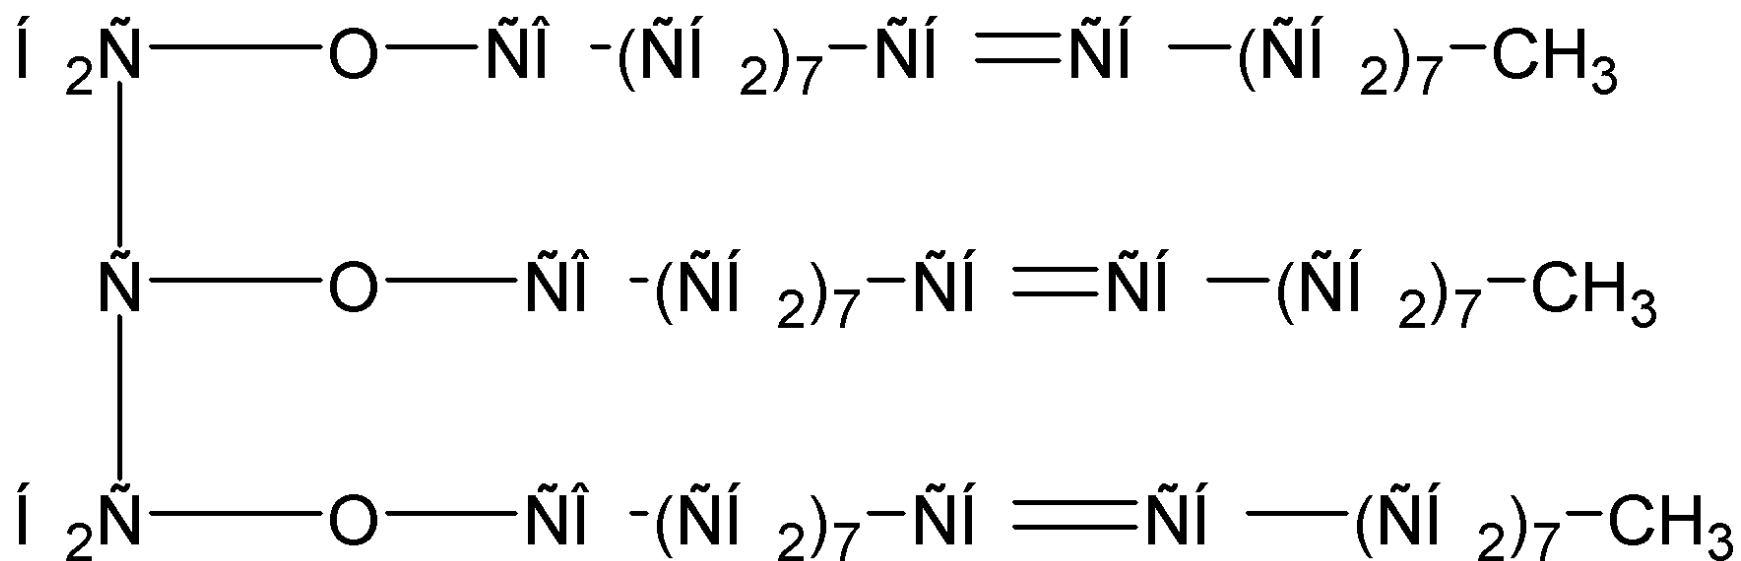 Í 2Ñ—O—ÑÎ -(ÑÍ 2)7-ÑÍ=ÑÍ—(ÑÍ 2)7-CH3
Ñ—O—ÑÎ -(ÑÍ 2)7-ÑÍ=ÑÍ—(ÑÍ 2)7-CH3
Í 2Ñ—O—ÑÎ -(ÑÍ 2)7-ÑÍ=ÑÍ—(ÑÍ 2)7-CH3